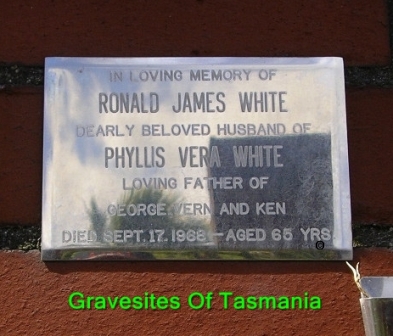 IN LOVING MEMORY OF
RONALD JAMES WHITE
DEARLY BELOVED HUSBAND OF
PHYLLIS VERA WHITE
LOVING FATHER OF
GEORGE, VERN AND KEN
DIED SEPT. 17. 1968 – AGED 65 YRS
©
Gravesites Of Tasmania